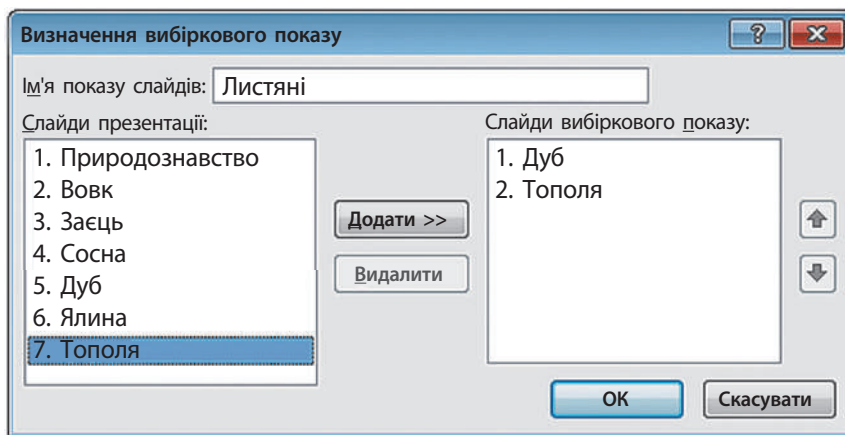 Визначення вибіркового показу
Ім'я показу слайдів: Листяні
Слайди презентації:
1. Природознавство
2. Вовк
3. Заєць
4. Сосна
5. Дуб
6. Ялина
7. Тополя
Додати >>
Видалити
Слайди вибіркового показу:
1. Дуб
2. Тополя
ОК
Скасувати